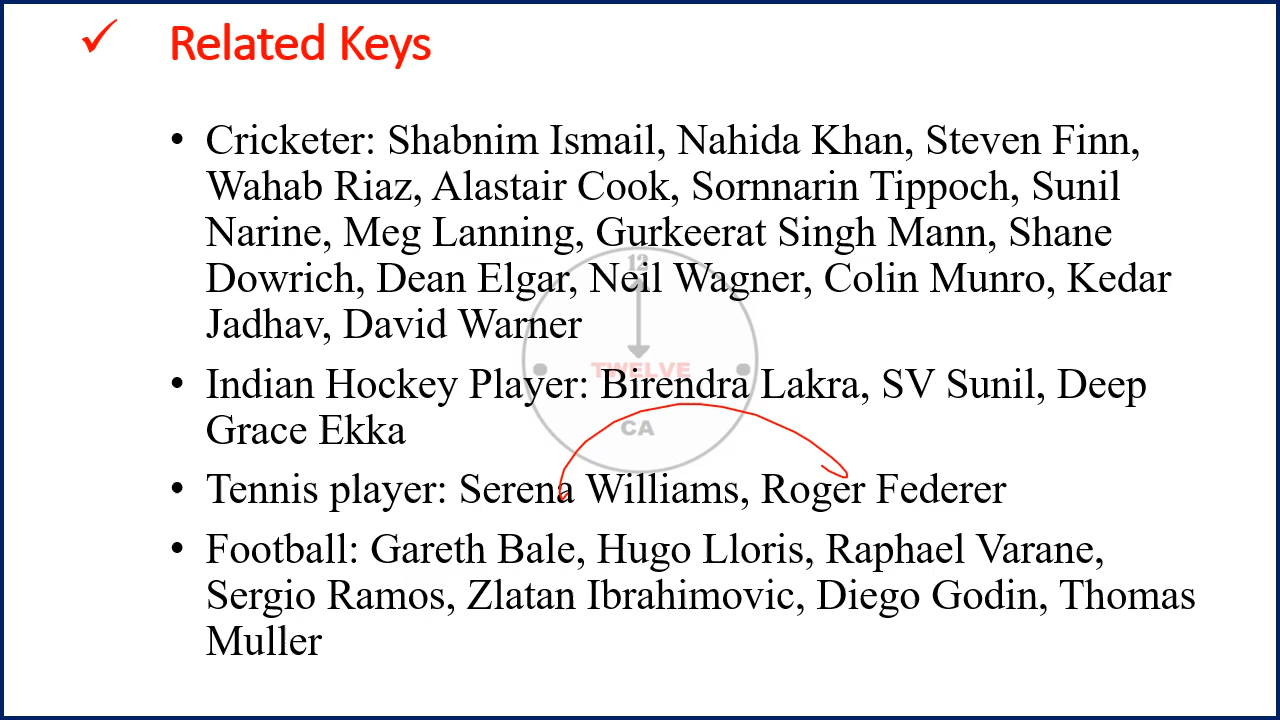 ✓ Related Keys
• Cricketer: Shabnim Ismail, Nahida Khan, Steven Finn,
Wahab Riaz, Alastair Cook, Sornnarin Tippoch, Sunil
Narine, Meg Lanning, Gurkeerat Singh Mann, Shane
Dowrich, Dean Elgar, Neil Wagner, Colin Munro, Kedar
Jadhav, David Warner
• Indian Hockey Player: Birendra Lakra, SV Sunil, Deep
Grace Ekka
• Tennis player: Serena Williams, Roger Federer
• Football: Gareth Bale, Hugo Lloris, Raphael Varane,
Sergio Ramos, Zlatan Ibrahimovic, Diego Godin, Thomas
Muller
12
TWELVE
CA